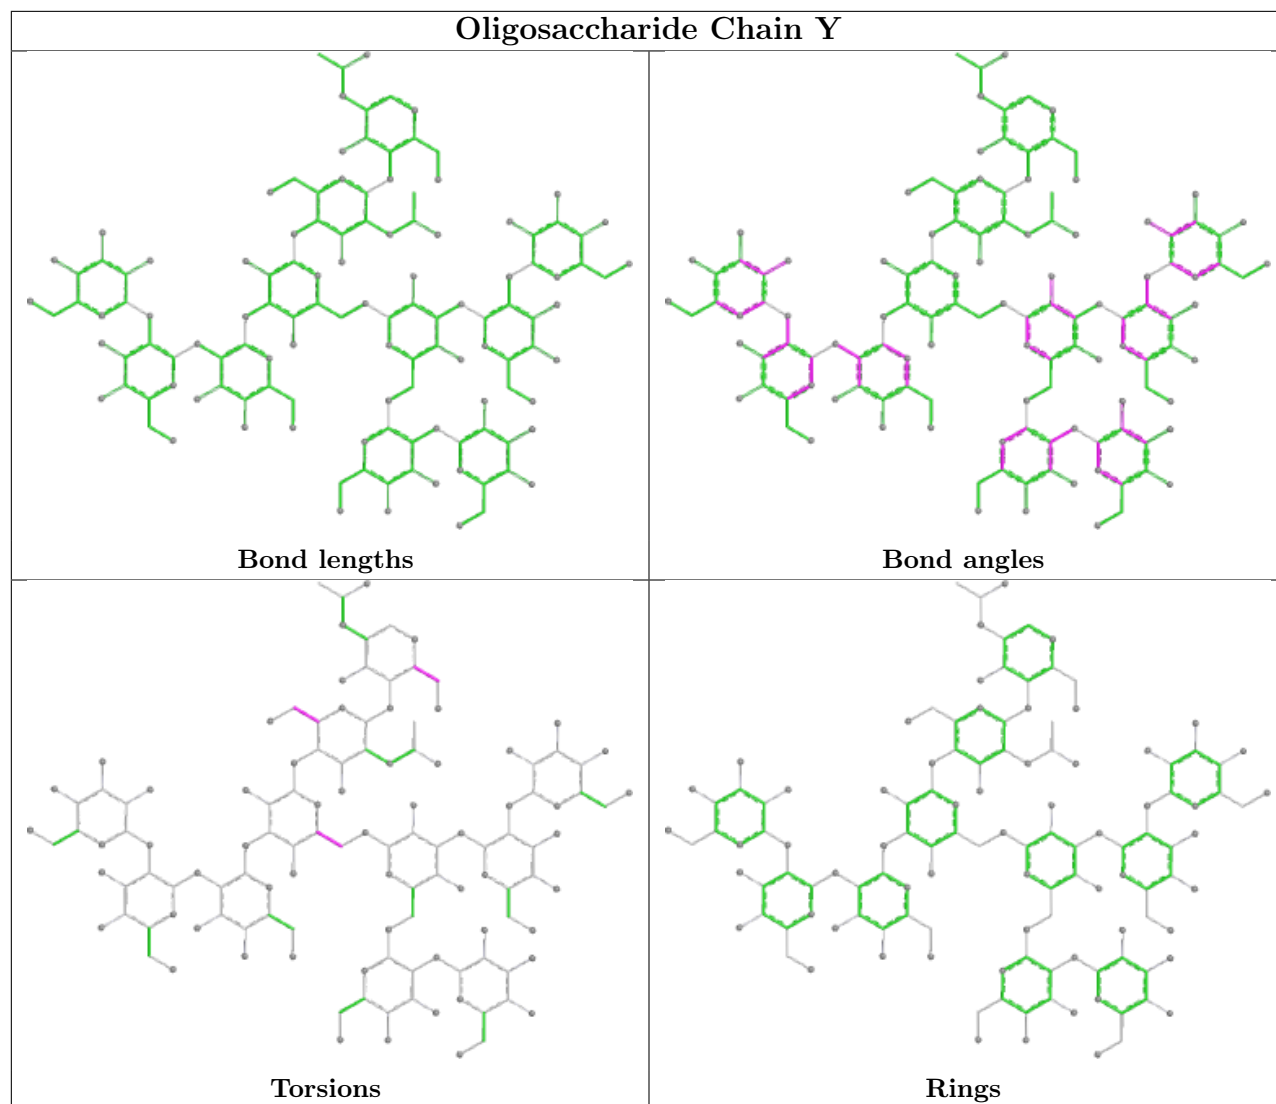 Oligosaccharide Chain Y
Bond lengths
Bond angles
Torsions
Rings